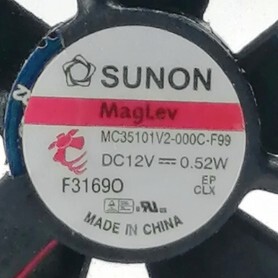 SUNON
MagLev
MC35101V2-000C-F99
DC12V ⎓ 0.52W
F3169O
EP
CLX
MADE IN CHINA